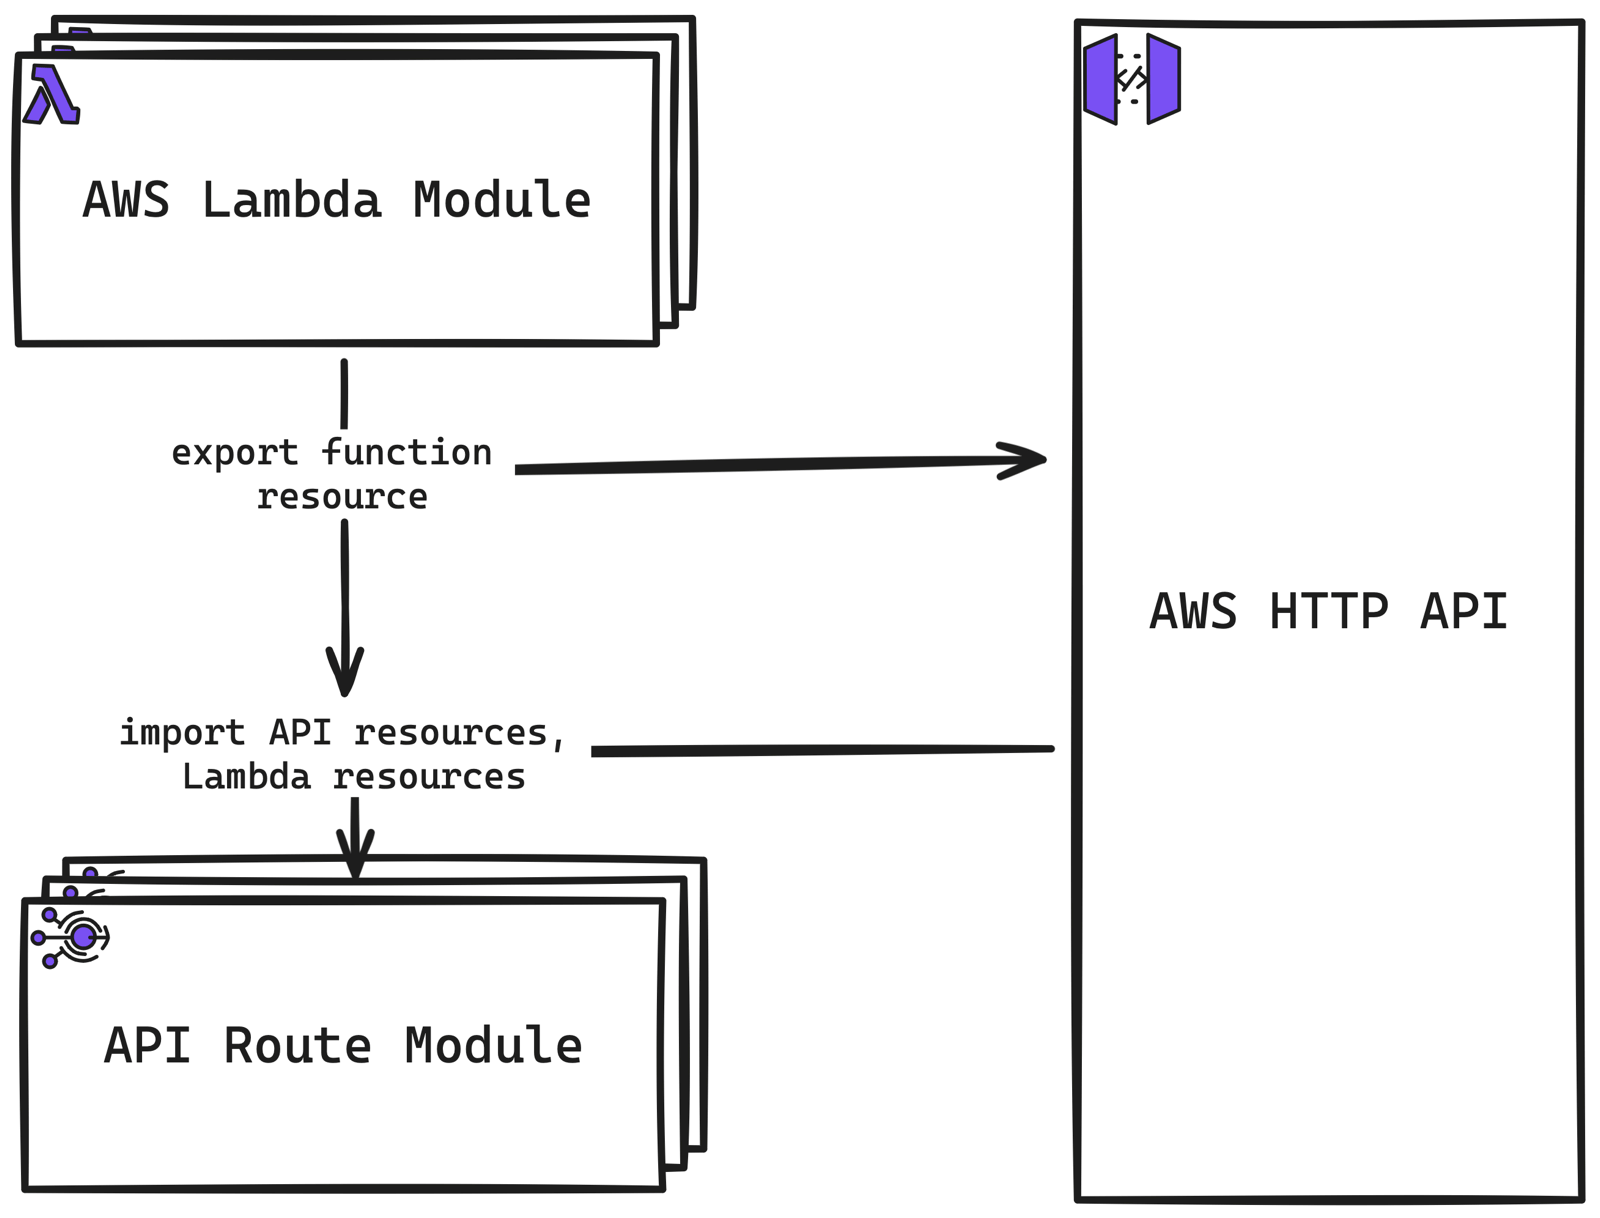 AWS Lambda Module
export function
resource
AWS HTTP API
import API resources,
Lambda resources
API Route Module